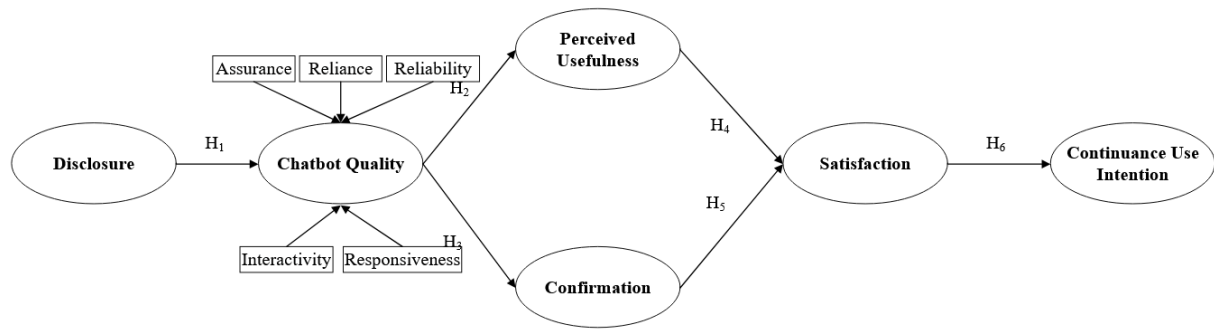 Perceived
Usefulness
Assurance
Reliance
Reliability
H2
H1
H4
Disclosure
Chatbot Quality
Satisfaction
H6
Continuance Use
Intention
H5
H3
Interactivity
Responsiveness
Confirmation